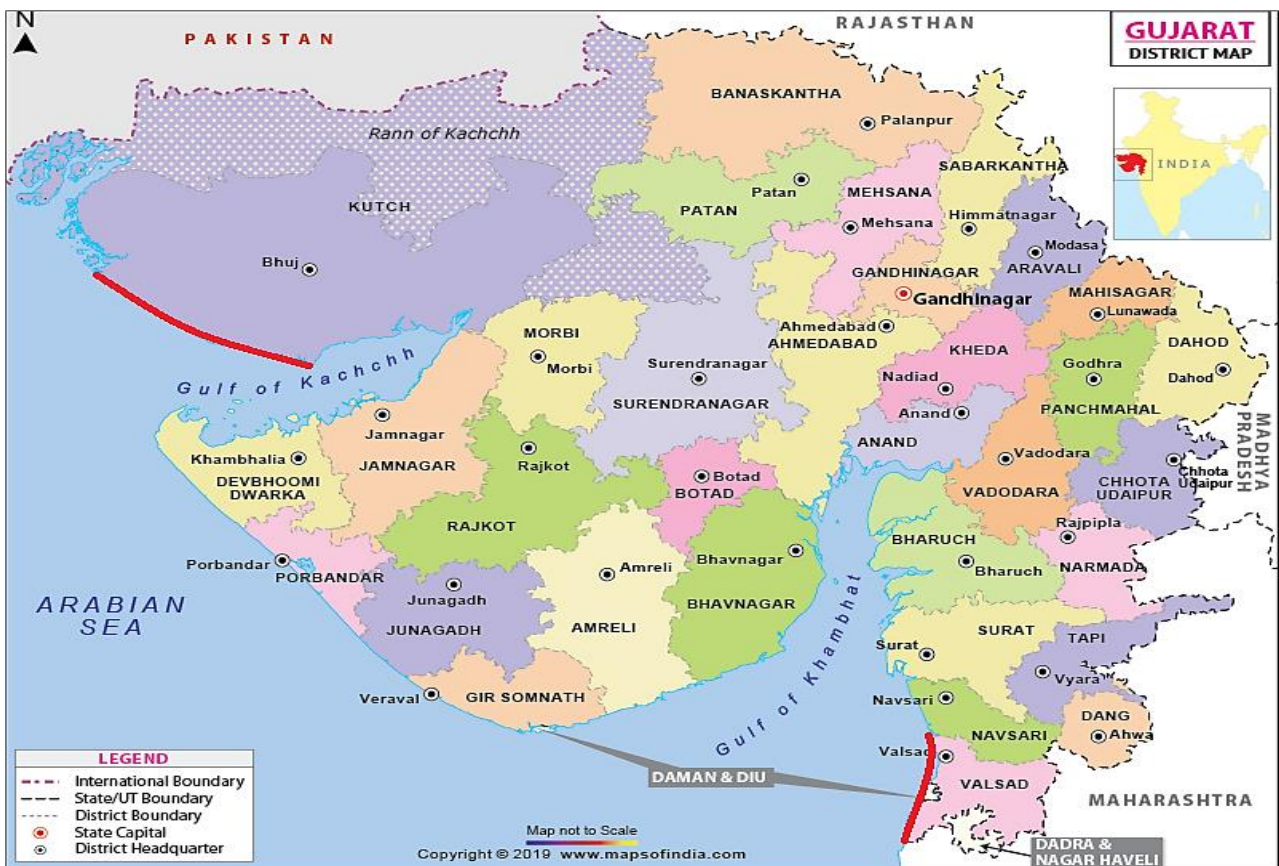 N
PAKISTAN
RAJASTHAN
GUJARAT
DISTRICT MAP
INDIA
BANASKANTHA
Palanpur
Rann of Kachchh
SABARKANTHA
Patan
MEHSANA
KUTCH
PATAN
Himmatnagar
Mehsana
Modasa
Bhuj
GANDHINAGAR
ARAVALI
Gandhinagar
MAHISAGAR
Lunawada
MORBI
Ahmedabad
AHMEDABAD
DAHOD
Morbi
KHEDA
Surendranagar
Godhra
Gulf of Kachchh
Nadiad
Dahod
SURENDRANAGAR
Anand
PANCHMAHAL
Jamnagar
ANAND
MADHYA
PRADESH
Khambhalia
JAMNAGAR
Rajkot
Vadodara
DEVBHOOMI
DWARKA
Botad
BOTAD
CHHOTA
UDAIPUR
Chhota
Udaipur
VADODARA
RAJKOT
Rajpipla
BHARUCH
Porbandar
PORBANDAR
Bhavnagar
Bharuch
NARMADA
Amreli
Junagadh
ARABIAN
SEA
BHAVNAGAR
JUNAGADH
AMRELI
SURAT
TAPI
Gulf of Khambhat
Surat
Vyara
Veraval
GIR SOMNATH
Navsari
DANG
Ahwa
NAVSARI
Valsad
LEGEND
International Boundary
State/UT Boundary
District Boundary
State Capital
District Headquarter
DAMAN & DIU
VALSAD
MAHARASHTRA
Map not to Scale
Copyright © 2019 www.mapsofindia.com
DADRA &
NAGAR HAVELI